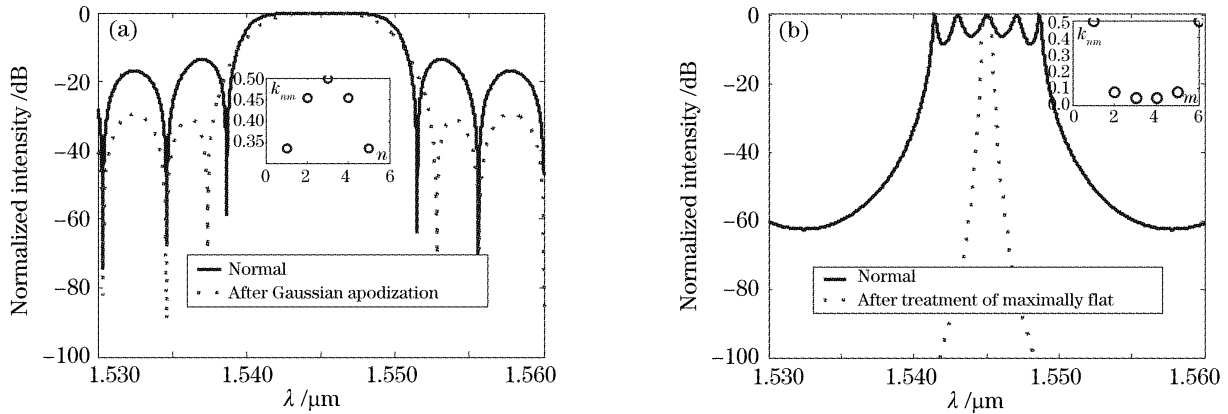 (a)
Normalized intensity /dB
0
−20
−40
−60
−80
−100
1.530
1.540
1.550
1.560
λ /μm
0.50
0.45
0.35
k_nm
n
0
2
4
6
Normal
After Gaussian apodization
(b)
Normalized intensity /dB
0
−20
−40
−60
−80
−100
1.530
1.540
1.550
1.560
λ /μm
0.5
0.4
0.3
0.2
0.1
0.0
k_nm
m
0
2
4
6
Normal
After treatment of maximally flat